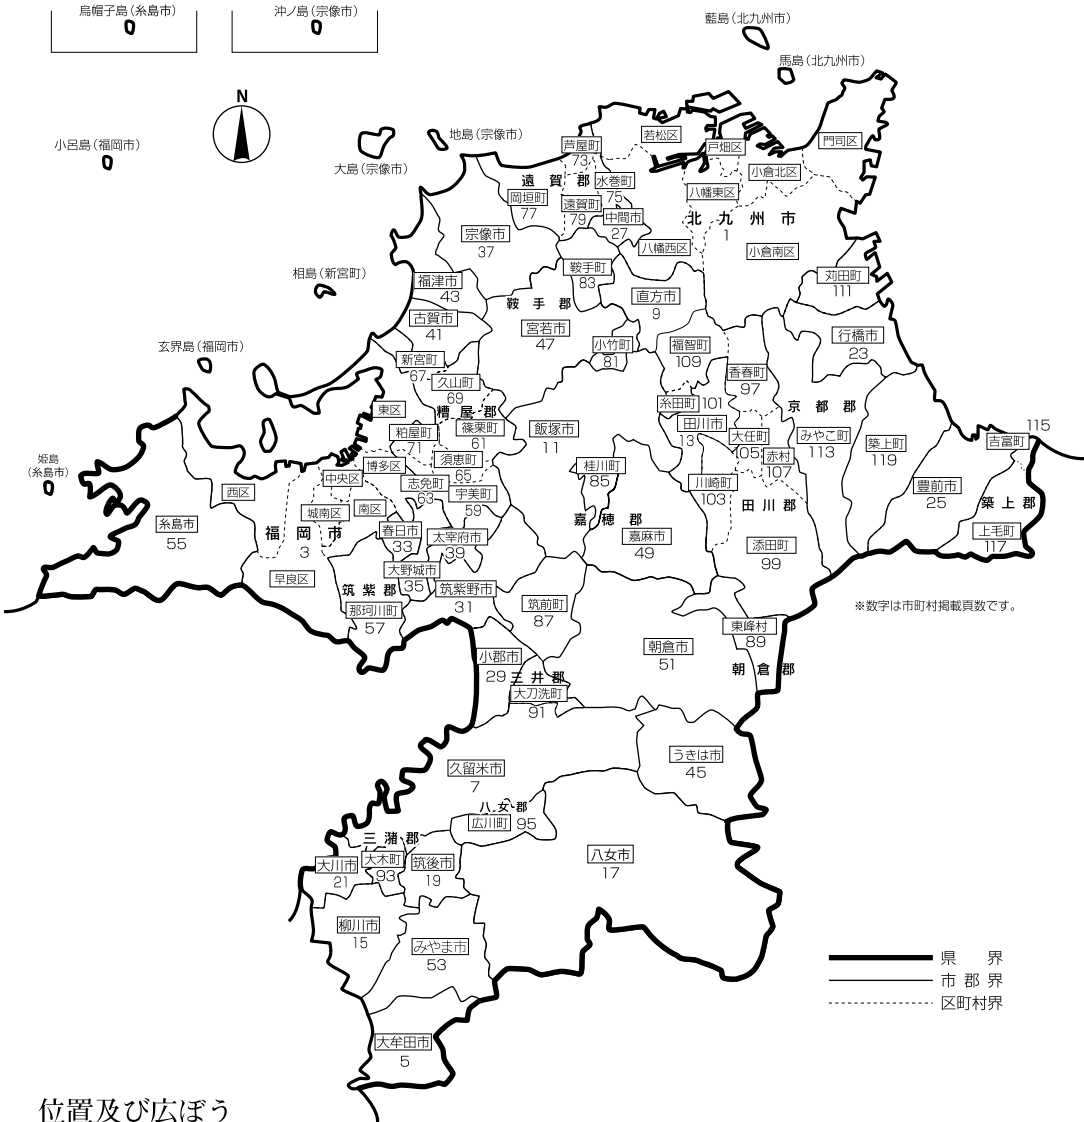 烏帽子島(糸島市)
沖ノ島(宗像市)
藍島(北九州市)
馬島(北九州市)
N
小呂島(福岡市)
大島(宗像市)
地島(宗像市)
芦屋町
73
若松区
戸畑区
門司区
小倉北区
遠賀郡
岡垣町
77
水巻町
75
遠賀町
79
中間市
27
八幡東区
北九州市
1
八幡西区
小倉南区
宗像市
37
相島(新宮町)
福津市
43
鞍手町
83
苅田町
111
鞍手郡
直方市
9
古賀市
41
宮若市
47
行橋市
23
玄界島(福岡市)
新宮町
67
小竹町
81
福智町
109
久山町
69
香春町
97
東区
糟屋郡
糸田町
101
京都郡
粕屋町
71
篠栗町
61
飯塚市
11
田川市
13
大任町
105
みやこ町
113
築上町
119
吉富町
115
姫島
(糸島市)
博多区
須恵町
65
桂川町
85
赤村
107
中央区
志免町
63
宇美町
59
川崎町
103
豊前市
25
西区
城南区
南区
田川郡
築上郡
糸島市
55
福岡市
3
春日市
33
太宰府市
39
嘉穂郡
嘉麻市
49
添田町
99
上毛町
117
早良区
大野城市
35
筑紫郡
筑紫野市
31
那珂川町
57
筑前町
87
※数字は市町村掲載頁数です。
東峰村
89
朝倉市
51
小郡市
29
三井郡
朝倉郡
大刀洗町
91
うきは市
45
久留米市
7
八女郡
広川町
95
三潴郡
大川市
21
大木町
93
筑後市
19
八女市
17
柳川市
15
みやま市
53
県界
市郡界
区町村界
大牟田市
5
位置及び広ぼう